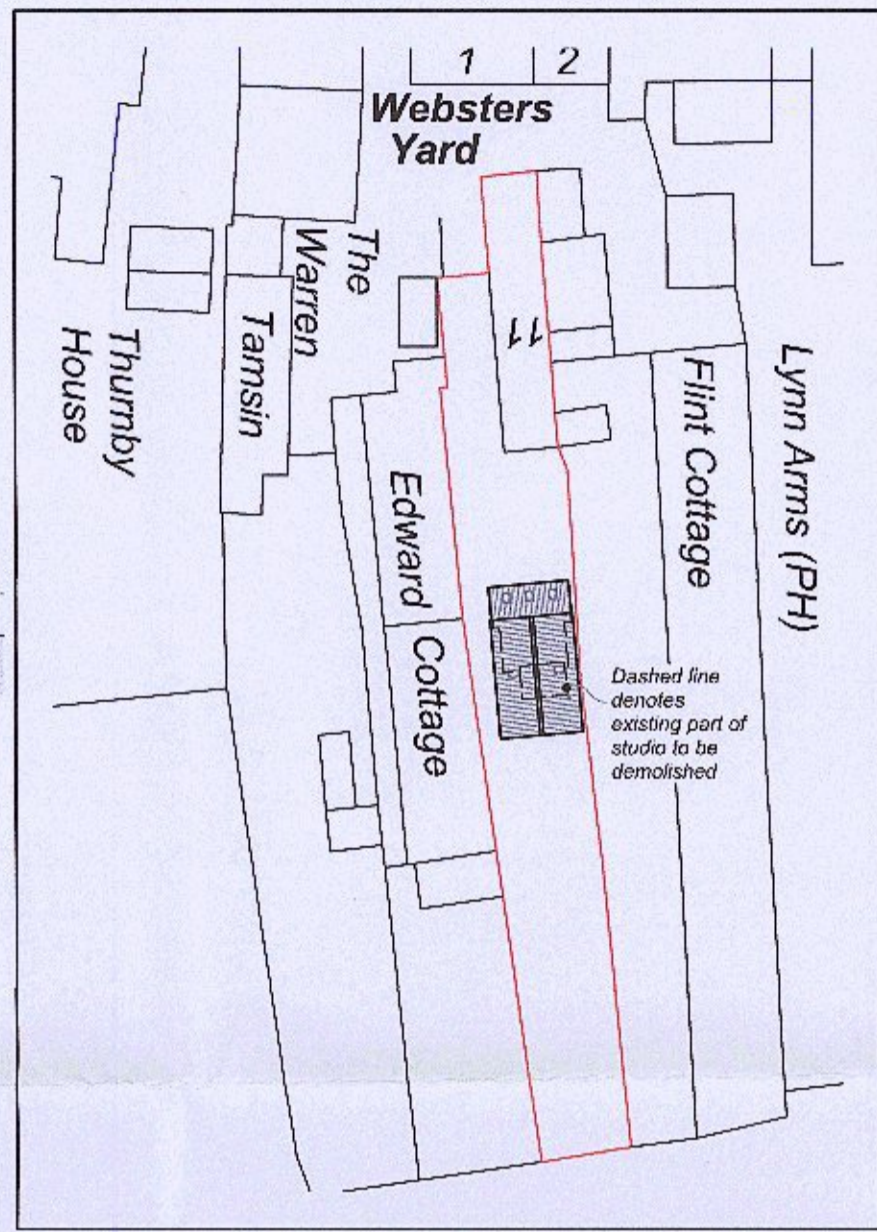 1
2
Websters
Yard
The
Warren
11
Tamsin
Thurnby
House
Edward
Cottage
Flint Cottage
Lynn Arms (PH)
Dashed line
denotes
existing part of
studio to be
demolished